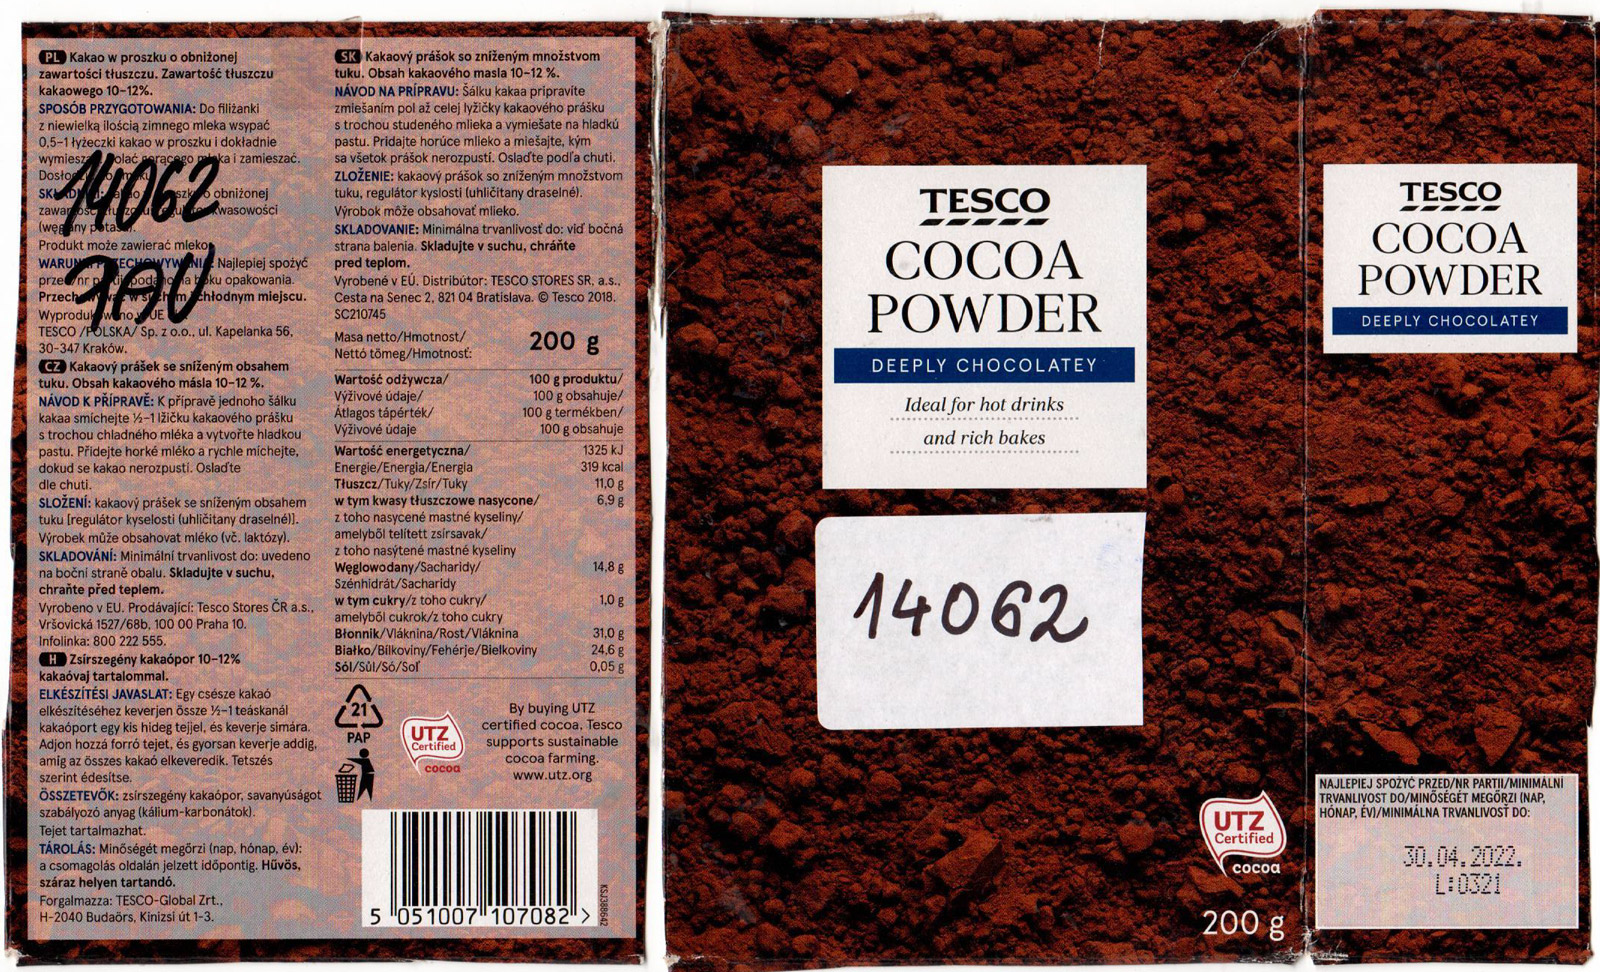 PL Kakao w proszku o obniżonej
zawartości tłuszczu. Zawartość tłuszczu
kakaowego 10–12%.
SPOSÓB PRZYGOTOWANIA: Do filiżanki
z niewielką ilością zimnego mleka wsypać
0,5–1 łyżeczki kakao w proszku i dokładnie
gorącego mleka i zamieszać.
14062
obniżonej
kwasowości
Produkt może zawierać mleko.
7AU
Najlepiej spożyć
opakowania.
chłodnym miejscu.
TESCO /POLSKA/ Sp. z o.o., ul. Kapelanka 56,
30-347 Kraków.
CZ Kakaový prášek se sníženým obsahem
tuku. Obsah kakaového másla 10–12 %.
NÁVOD K PŘÍPRAVĚ: K přípravě jednoho šálku
kakaa smíchejte ½–1 lžičku kakaového prášku
s trochou chladného mléka a vytvořte hladkou
pastu. Přidejte horké mléko a rychle míchejte,
dokud se kakao nerozpustí. Oslaďte
dle chuti.
SLOŽENÍ: kakaový prášek se sníženým obsahem
tuku [regulátor kyselosti (uhličitany draselné)].
Výrobek může obsahovat mléko (vč. laktózy).
SKLADOVÁNÍ: Minimální trvanlivost do: uvedeno
na boční straně obalu. Skladujte v suchu,
chraňte před teplem.
Vyrobeno v EU. Prodávající: Tesco Stores ČR a.s.,
Vršovická 1527/68b, 100 00 Praha 10.
Infolinka: 800 222 555.
H Zsírszegény kakaópor 10–12%
kakaóvaj tartalommal.
ELKÉSZÍTÉSI JAVASLAT: Egy csésze kakaó
elkészítéséhez keverjen össze ½–1 teáskanál
kakaóport egy kis hideg tejjel, és keverje simára.
Adjon hozzá forró tejet, és gyorsan keverje addig,
amíg az összes kakaó elkeveredik. Tetszés
szerint édesítse.
ÖSSZETEVŐK: zsírszegény kakaópor, savanyúságot
szabályozó anyag (kálium-karbonátok).
Tejet tartalmazhat.
TÁROLÁS: Minőségét megőrzi (nap, hónap, év):
a csomagolás oldalán jelzett időpontig. Hűvös,
száraz helyen tartandó.
Forgalmazza: TESCO-Global Zrt.,
H-2040 Budaörs, Kinizsi út 1-3.
SK Kakaový prášok so zníženým množstvom
tuku. Obsah kakaového masla 10–12 %.
NÁVOD NA PRÍPRAVU: Šálku kakaa pripravíte
zmiešaním pol až celej lyžičky kakaového prášku
s trochou studeného mlieka a vymiešate na hladkú
pastu. Pridajte horúce mlieko a miešajte, kým
sa všetok prášok nerozpustí. Oslaďte podľa chuti.
ZLOŽENIE: kakaový prášok so zníženým množstvom
tuku, regulátor kyslosti (uhličitany draselné).
Výrobok môže obsahovať mlieko.
SKLADOVANIE: Minimálna trvanlivosť do: viď bočná
strana balenia. Skladujte v suchu, chráňte
pred teplom.
Vyrobené v EÚ. Distribútor: TESCO STORES SR, a.s.,
Cesta na Senec 2, 821 04 Bratislava. © Tesco 2018.
SC210745
Masa netto/Hmotnost/
Nettó tömeg/Hmotnosť: 200 g
Wartość odżywcza/ 100 g produktu/
Výživové údaje/ 100 g obsahuje/
Átlagos tápérték/ 100 g termékben/
Výživové údaje 100 g obsahuje
Wartość energetyczna/ 1325 kJ
Energie/Energia/Energia 319 kcal
Tłuszcz/Tuky/Zsír/Tuky 11,0 g
w tym kwasy tłuszczowe nasycone/ 6,9 g
z toho nasycené mastné kyseliny/
amelyből telített zsírsavak/
z toho nasýtené mastné kyseliny
Węglowodany/Sacharidy/ 14,8 g
Szénhidrát/Sacharidy
w tym cukry/z toho cukry/ 1,0 g
amelyből cukrok/z toho cukry
Błonnik/Vláknina/Rost/Vláknina 31,0 g
Białko/Bílkoviny/Fehérje/Bielkoviny 24,6 g
Sól/Sůl/Só/Soľ 0,05 g
21
PAP
UTZ
Certified
cocoa
By buying UTZ
certified cocoa. Tesco
supports sustainable
cocoa farming.
www.utz.org
5 051007 107082 >
KSJ388642
TESCO
COCOA
POWDER
DEEPLY CHOCOLATEY
Ideal for hot drinks
and rich bakes
14062
UTZ
Certified
cocoa
200 g
TESCO
COCOA
POWDER
DEEPLY CHOCOLATEY
NAJLEPIEJ SPOŻYĆ PRZED/NR PARTII/MINIMÁLNÍ
TRVANLIVOST DO/MINŐSÉGÉT MEGŐRZI (NAP,
HÓNAP, ÉV)/MINIMÁLNA TRVANLIVOSŤ DO:
30.04.2022.
L:0321